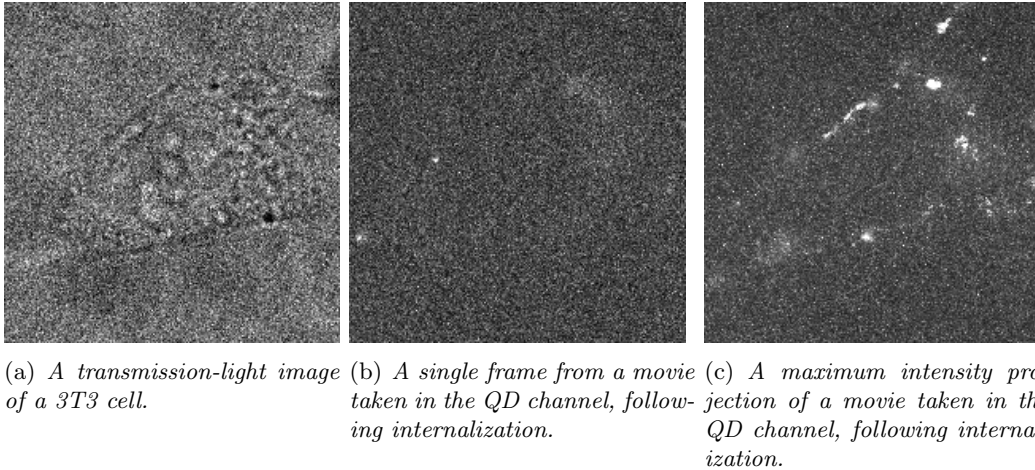 (a) A transmission-light image
of a 3T3 cell.
(b) A single frame from a movie
taken in the QD channel, follow-
ing internalization.
(c) A maximum intensity pro
jection of a movie taken in th
QD channel, following interna
ization.